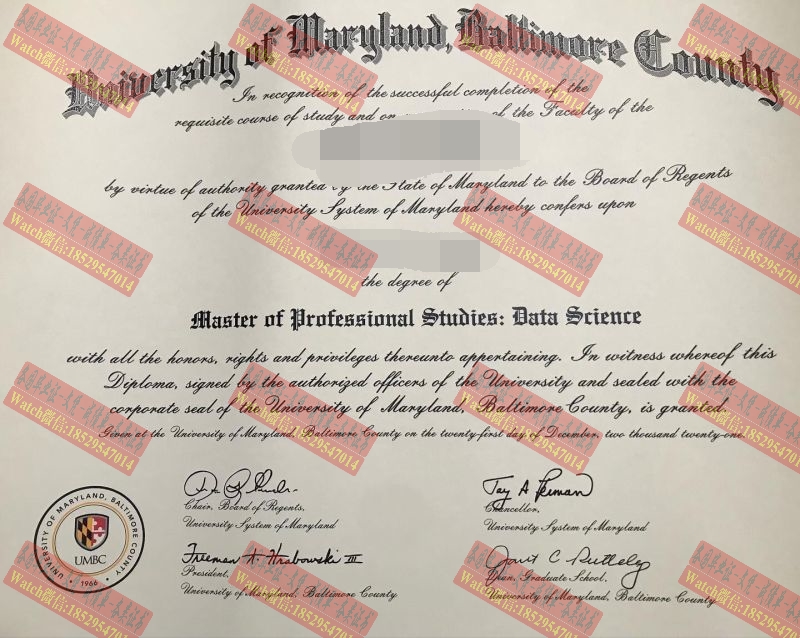 University of Maryland, Baltimore County
In recognition of the successful completion of the
requisite course of study and on of the Faculty of the
by virtue of authority granted by the State of Maryland to the Board of Regents
of the University System of Maryland hereby confers upon
the degree of
Master of Professional Studies: Data Science
with all the honors, rights and privileges thereunto appertaining. In witness whereof this
Diploma, signed by the authorized officers of the University and sealed with the
corporate seal of the University of Maryland, Baltimore County, is granted.
Given at the University of Maryland, Baltimore County on the twenty-first day of December, two thousand twenty-one.
Chair, Board of Regents,
University System of Maryland
Jay A Perman
Chancellor,
University System of Maryland
Freeman A. Hrabowski III
President,
University of Maryland, Baltimore County
Janet C Rutledge
Dean, Graduate School,
University of Maryland, Baltimore County
UNIVERSITY OF MARYLAND, BALTIMORE COUNTY
UMBC
1966
Watch微信:18529547014